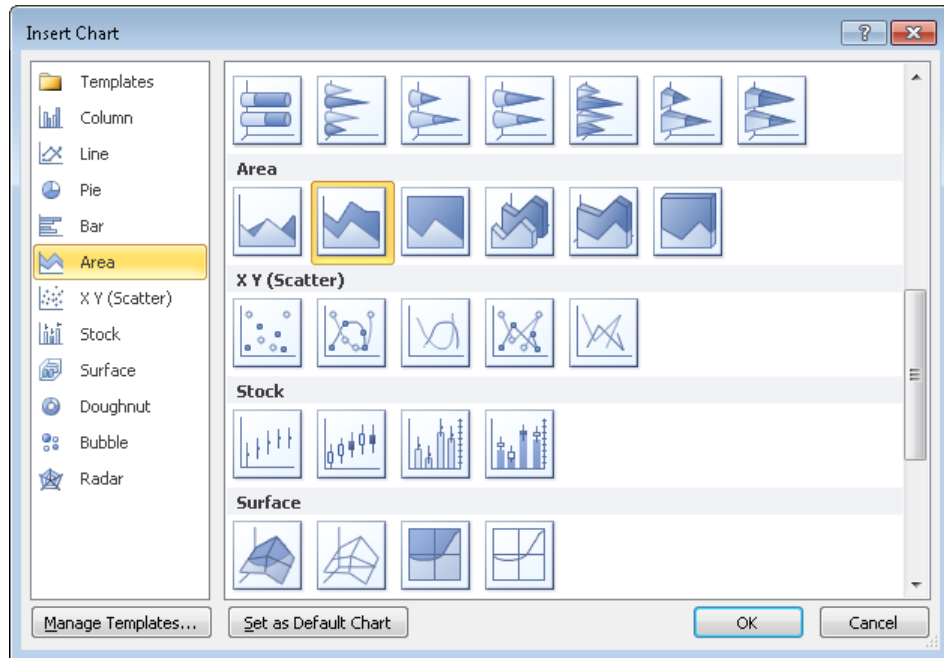 Insert Chart
Templates
Column
Line
Pie
Bar
Area
X Y (Scatter)
Stock
Surface
Doughnut
Bubble
Radar
Area
X Y (Scatter)
Stock
Surface
Manage Templates...
Set as Default Chart
OK
Cancel